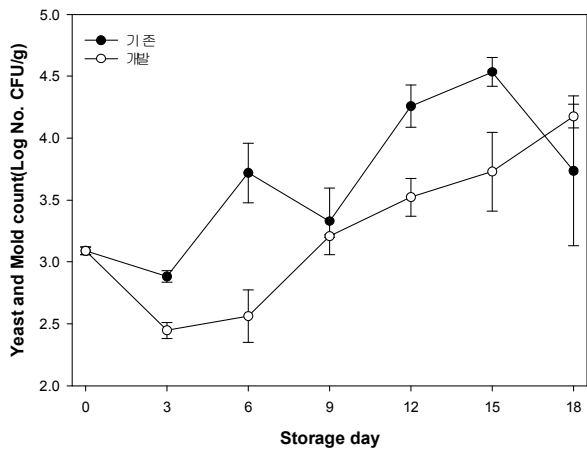 5.0
4.5
4.0
3.5
3.0
2.5
2.0
Yeast and Mold count(Log No. CFU/g)
기존
개발
0 3 6 9 12 15 18
Storage day